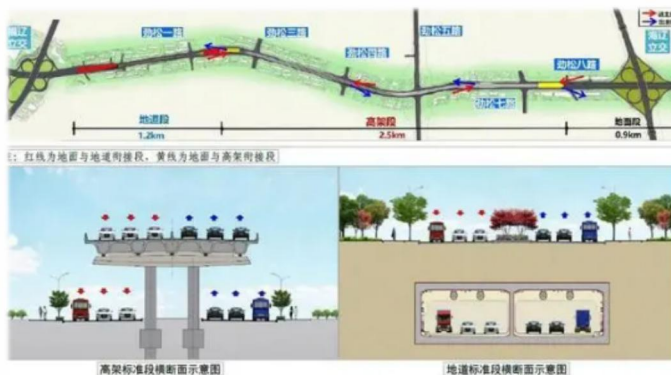 劲松一路
劲松三路
劲松四路
劲松五路
劲松七路
劲松八路
立交
海辽
立交
地道段
1.2km
高架段
2.5km
地面段
0.9km
注：红线为地面与地道衔接段，黄线为地面与高架衔接段
高架标准段横断面示意图
地道标准段横断面示意图